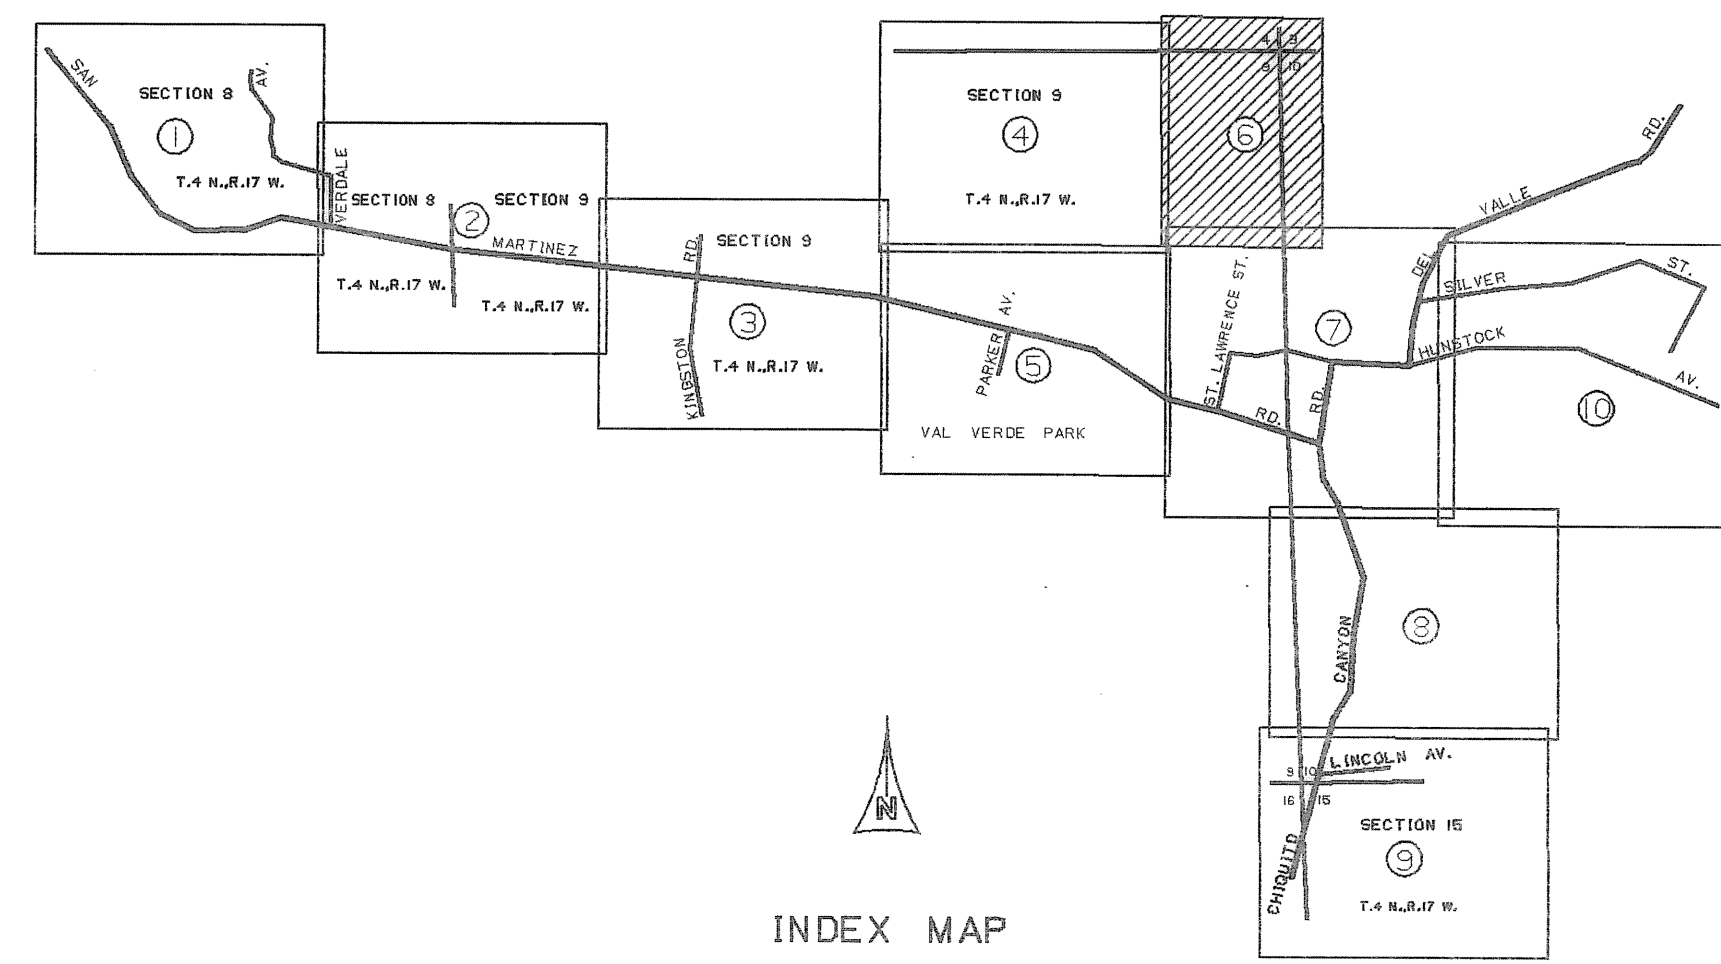 SAN
SECTION 8
1
T.4 N.,R.17 W.
AV.
VERDALE
SECTION 8
SECTION 9
2
MARTINEZ
T.4 N.,R.17 W.
T.4 N.,R.17 W.
SECTION 9
RD.
3
KINGSTON
T.4 N.,R.17 W.
SECTION 9
4
T.4 N.,R.17 W.
4 3
9 10
6
PARKER AV.
5
VAL VERDE PARK
ST. LAWRENCE ST.
7
RD.
RD.
DEL VALLE RD.
SILVER ST.
HUNSTOCK AV.
10
8
CANYON
LINCOLN AV.
9 10
16 15
SECTION 15
9
CHIQUITO
T.4 N.,R.17 W.
N
INDEX MAP